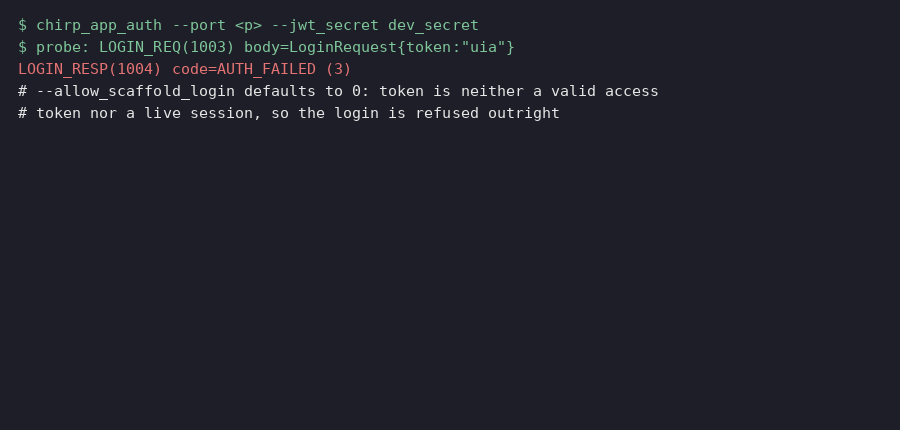 $ chirp_app_auth --port <p> --jwt_secret dev_secret
$ probe: LOGIN_REQ(1003) body=LoginRequest{token:"uia"}
LOGIN_RESP(1004) code=AUTH_FAILED (3)
# --allow_scaffold_login defaults to 0: token is neither a valid access
# token nor a live session, so the login is refused outright